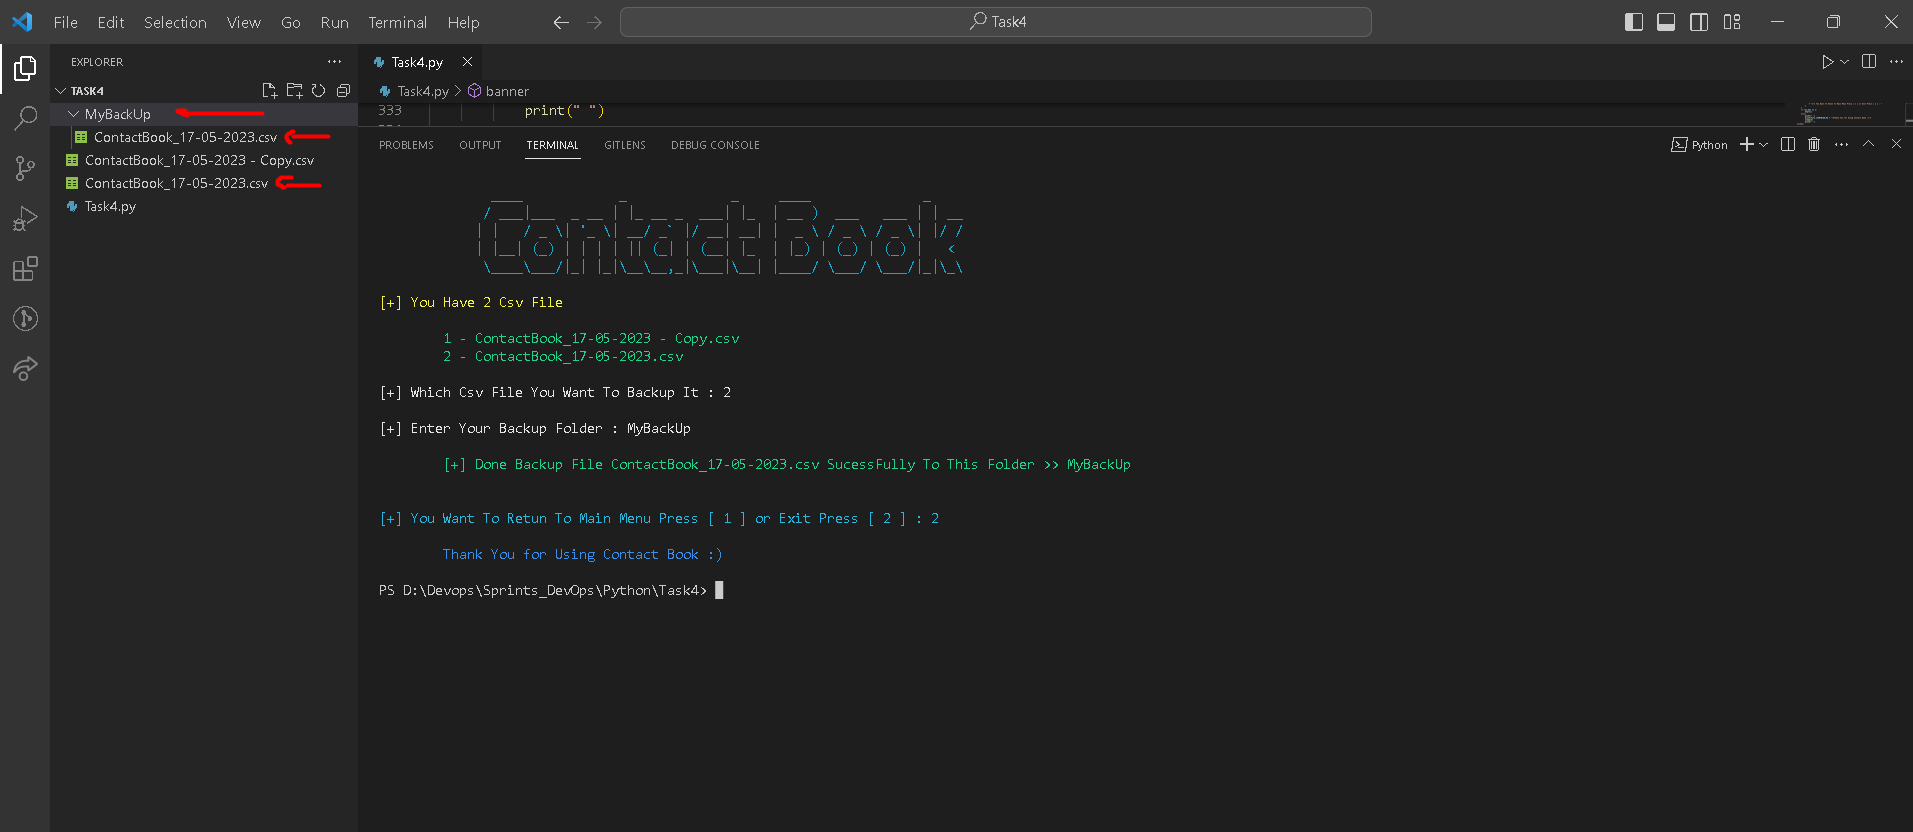 File Edit Selection View Go Run Terminal Help
Task4
EXPLORER
TASK4
MyBackUp
ContactBook_17-05-2023.csv
ContactBook_17-05-2023 - Copy.csv
ContactBook_17-05-2023.csv
Task4.py
Task4.py
Task4.py > banner
333 print(" ")
PROBLEMS OUTPUT TERMINAL GITLENS DEBUG CONSOLE
Python
Contact Book
[+] You Have 2 Csv File
1 - ContactBook_17-05-2023 - Copy.csv
2 - ContactBook_17-05-2023.csv
[+] Which Csv File You Want To Backup It : 2
[+] Enter Your Backup Folder : MyBackUp
[+] Done Backup File ContactBook_17-05-2023.csv SucessFully To This Folder >> MyBackUp
[+] You Want To Retun To Main Menu Press [ 1 ] or Exit Press [ 2 ] : 2
Thank You for Using Contact Book :)
PS D:\Devops\Sprints_DevOps\Python\Task4>